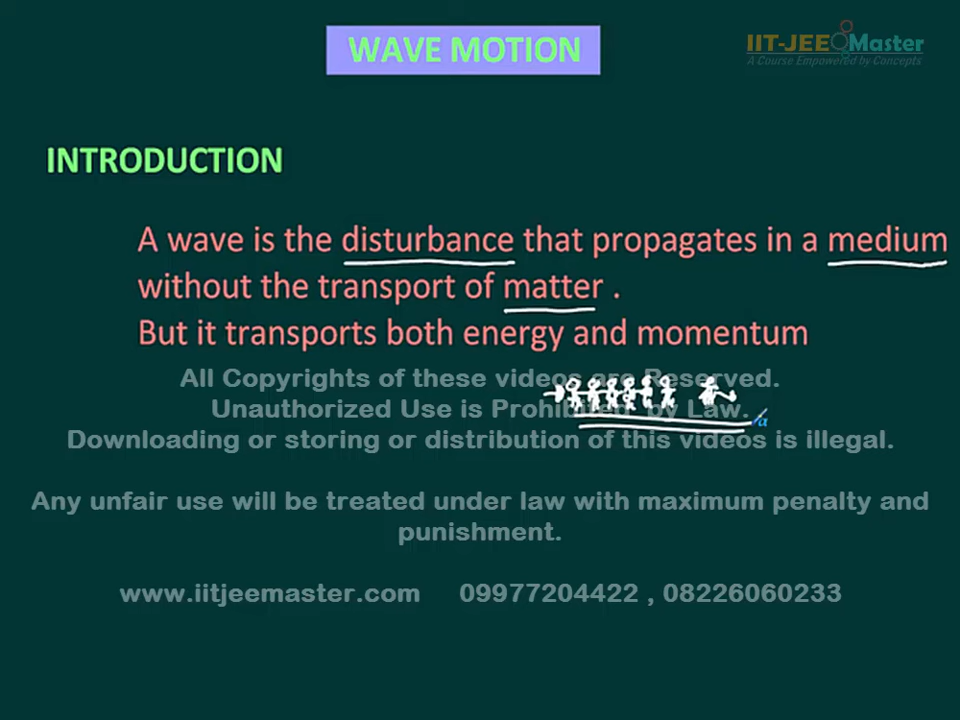 WAVE MOTION
IIT-JEE Master
A Course Empowered by Concepts
INTRODUCTION
A wave is the disturbance that propagates in a medium
without the transport of matter .
But it transports both energy and momentum
All Copyrights of these videos are Reserved.
Unauthorized Use is Prohibited by Law.
Downloading or storing or distribution of this videos is illegal.
Any unfair use will be treated under law with maximum penalty and
punishment.
www.iitjeemaster.com 09977204422 , 08226060233